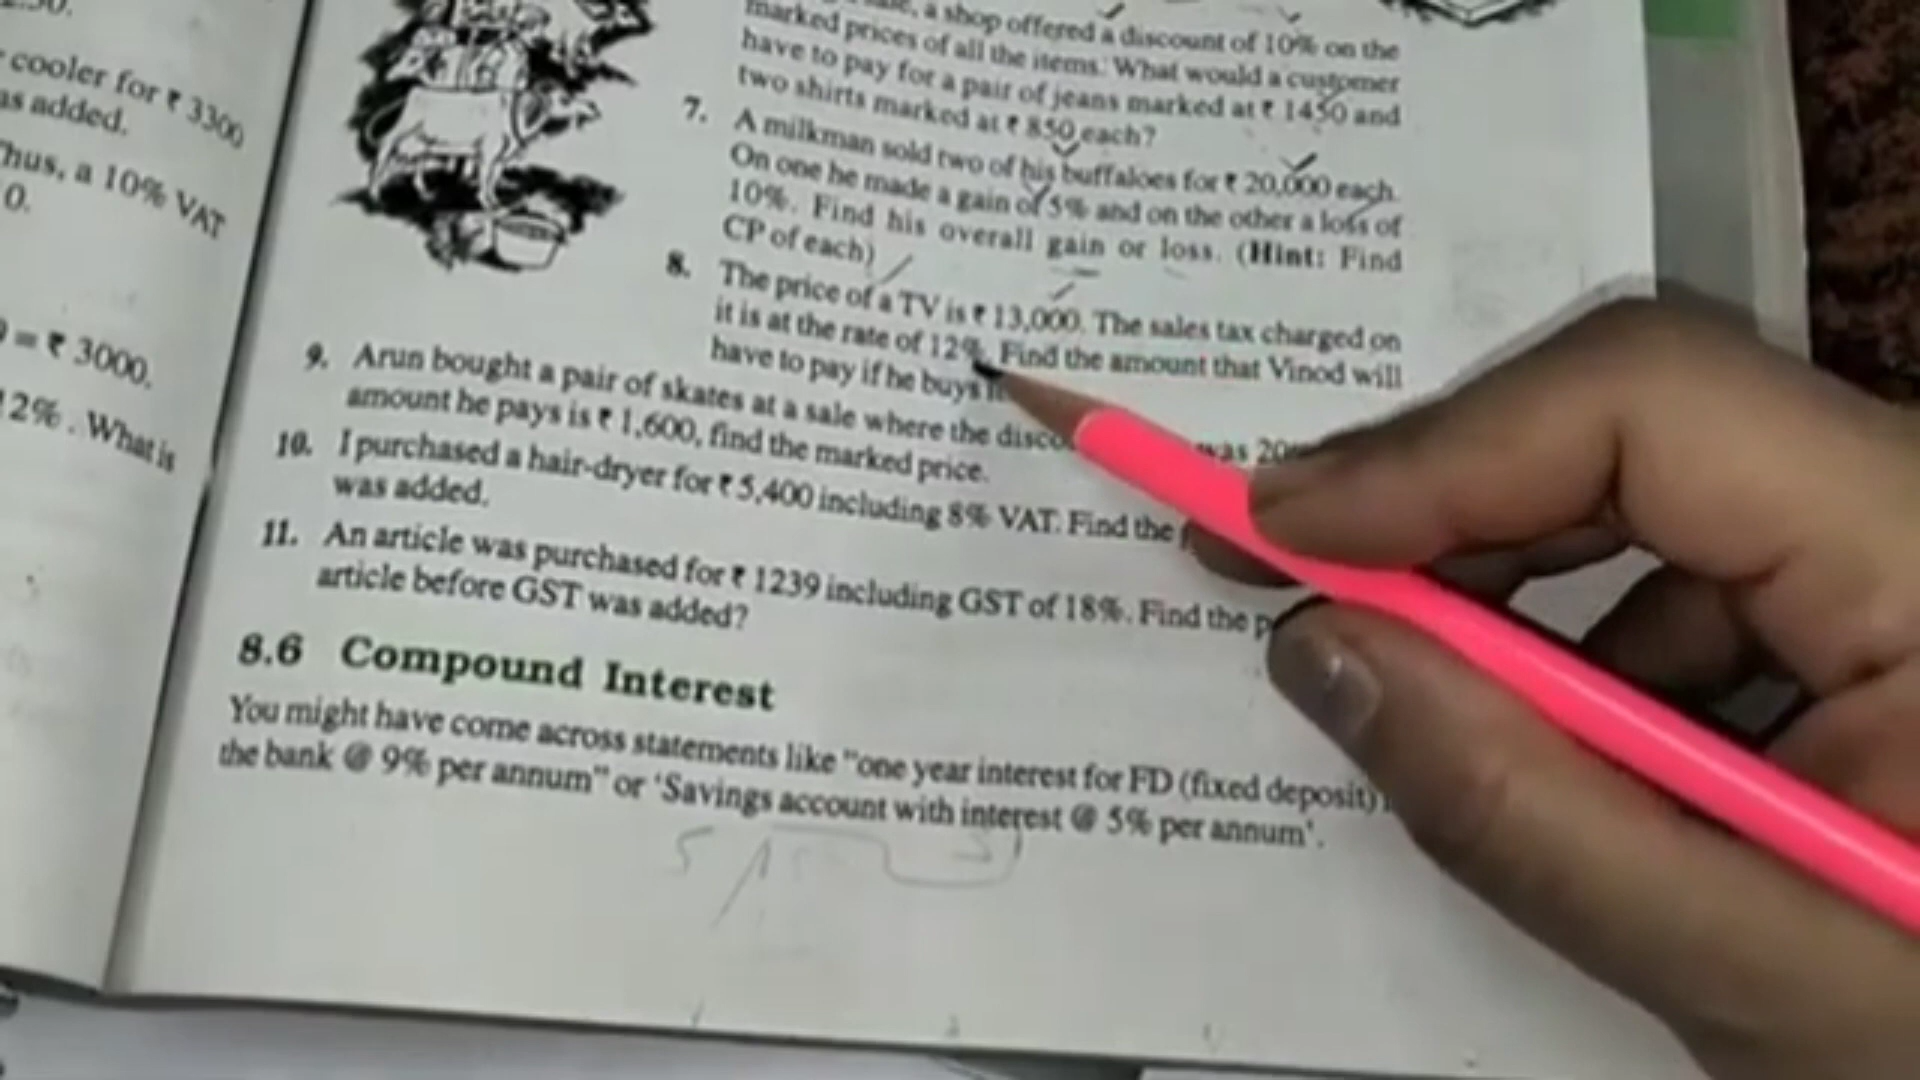 cooler for ₹ 3300
as added.
Thus, a 10% VAT
0.
= ₹ 3000.
12% . What is
a shop offered a discount of 10% on the
marked prices of all the items. What would a customer
have to pay for a pair of jeans marked at ₹ 1450 and
two shirts marked at ₹ 850 each?
7. A milkman sold two of his buffaloes for ₹ 20,000 each.
On one he made a gain of 5% and on the other a loss of
10%. Find his overall gain or loss. (Hint: Find
CP of each)
8. The price of a TV is ₹ 13,000. The sales tax charged on
it is at the rate of 12%. Find the amount that Vinod will
have to pay if he buys
9. Arun bought a pair of skates at a sale where the was
amount he pays is ₹ 1,600, find the marked price.
10. I purchased a hair-dryer for ₹ 5,400 including 8% VAT. Find the
was added.
11. An article was purchased for ₹ 1239 including GST of 18%. Find the
article before GST was added?
8.6 Compound Interest
You might have come across statements like "one year interest for FD (fixed deposit)
the bank @ 9% per annum" or 'Savings account with interest @ 5% per annum'.